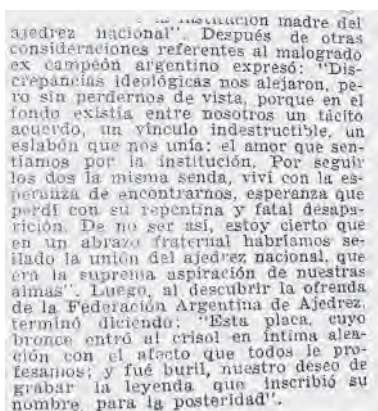 la institución madre del
ajedrez nacional". Después de otras
consideraciones referentes al malogrado
ex campeón argentino expresó: "Dis-
crepancias ideológicas nos alejaron, pe-
ro sin perdernos de vista, porque en el
fondo existía entre nosotros un tácito
acuerdo, un vínculo indestructible, un
eslabón que nos unía: el amor que sen-
tíamos por la institución. Por seguir
los dos la misma senda, viví con la es-
peranza de encontrarnos, esperanza que
perdí con su repentina y fatal desapa-
rición. De no ser así, estoy cierto que
en un abrazo fraternal habríamos se-
llado la unión del ajedrez nacional, que
era la suprema aspiración de nuestras
almas". Luego, al descubrir la ofrenda
de la Federación Argentina de Ajedrez,
terminó diciendo: "Esta placa, cuyo
bronce entró al crisol en íntima alea-
ción con el afecto que todos le pro-
fesamos; y fué buril, nuestro deseo de
grabar la leyenda que inscribió su
nombre para la posteridad".